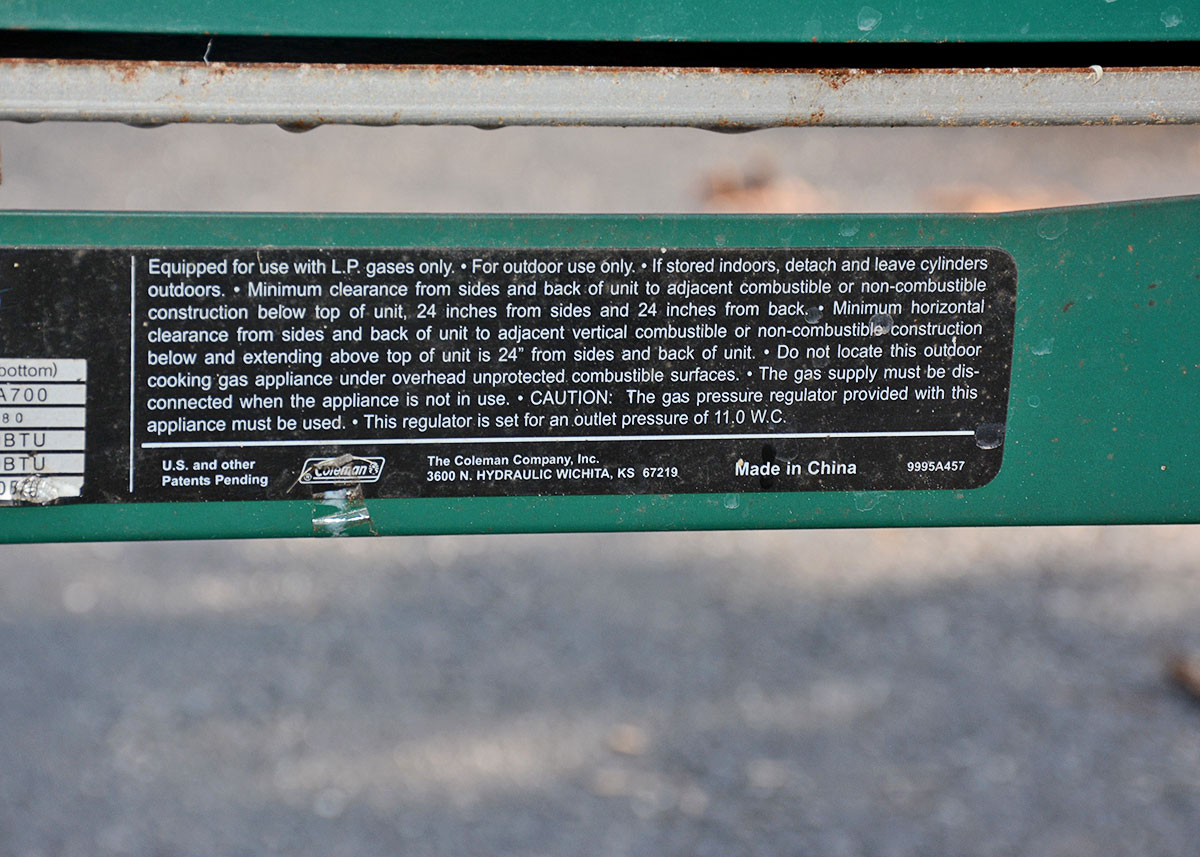 bottom)
A700
80
BTU
BTU
Equipped for use with L.P. gases only. • For outdoor use only. • If stored indoors, detach and leave cylinders
outdoors. • Minimum clearance from sides and back of unit to adjacent combustible or non-combustible
construction below top of unit, 24 inches from sides and 24 inches from back. • Minimum horizontal
clearance from sides and back of unit to adjacent vertical combustible or non-combustible construction
below and extending above top of unit is 24” from sides and back of unit. • Do not locate this outdoor
cooking gas appliance under overhead unprotected combustible surfaces. • The gas supply must be dis-
connected when the appliance is not in use. • CAUTION: The gas pressure regulator provided with this
appliance must be used. • This regulator is set for an outlet pressure of 11.0 W.C.
U.S. and other
Patents Pending
Coleman
The Coleman Company, Inc.
3600 N. HYDRAULIC WICHITA, KS 67219
Made in China
9995A457